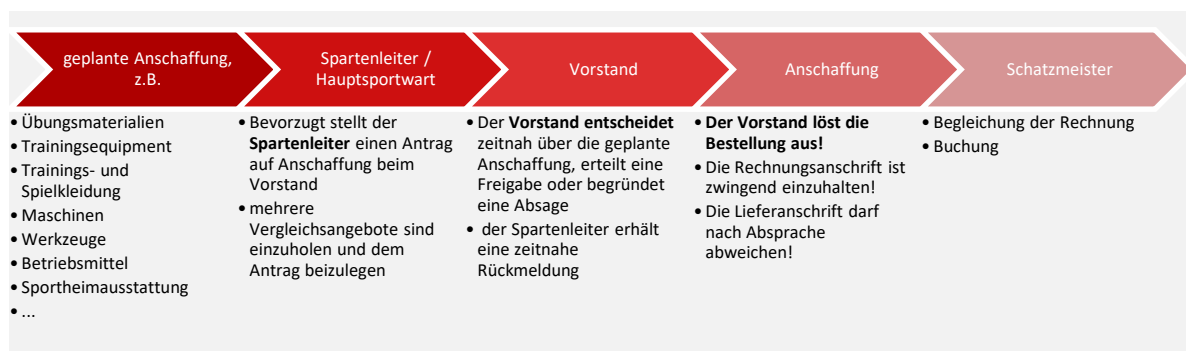 geplante Anschaffung,
z.B.
Spartenleiter /
Hauptsportwart
Vorstand
Anschaffung
Schatzmeister
• Übungsmaterialien
• Trainingsequipment
• Trainings- und
Spielkleidung
• Maschinen
• Werkzeuge
• Betriebsmittel
• Sportheimausstattung
• ...
• Bevorzugt stellt der
Spartenleiter einen Antrag
auf Anschaffung beim
Vorstand
• mehrere
Vergleichsangebote sind
einzuholen und dem
Antrag beizulegen
• Der Vorstand entscheidet
zeitnah über die geplante
Anschaffung, erteilt eine
Freigabe oder begründet
eine Absage
• der Spartenleiter erhält
eine zeitnahe
Rückmeldung
• Der Vorstand löst die
Bestellung aus!
• Die Rechnungsanschrift ist
zwingend einzuhalten!
• Die Lieferanschrift darf
nach Absprache
abweichen!
• Begleichung der Rechnung
• Buchung